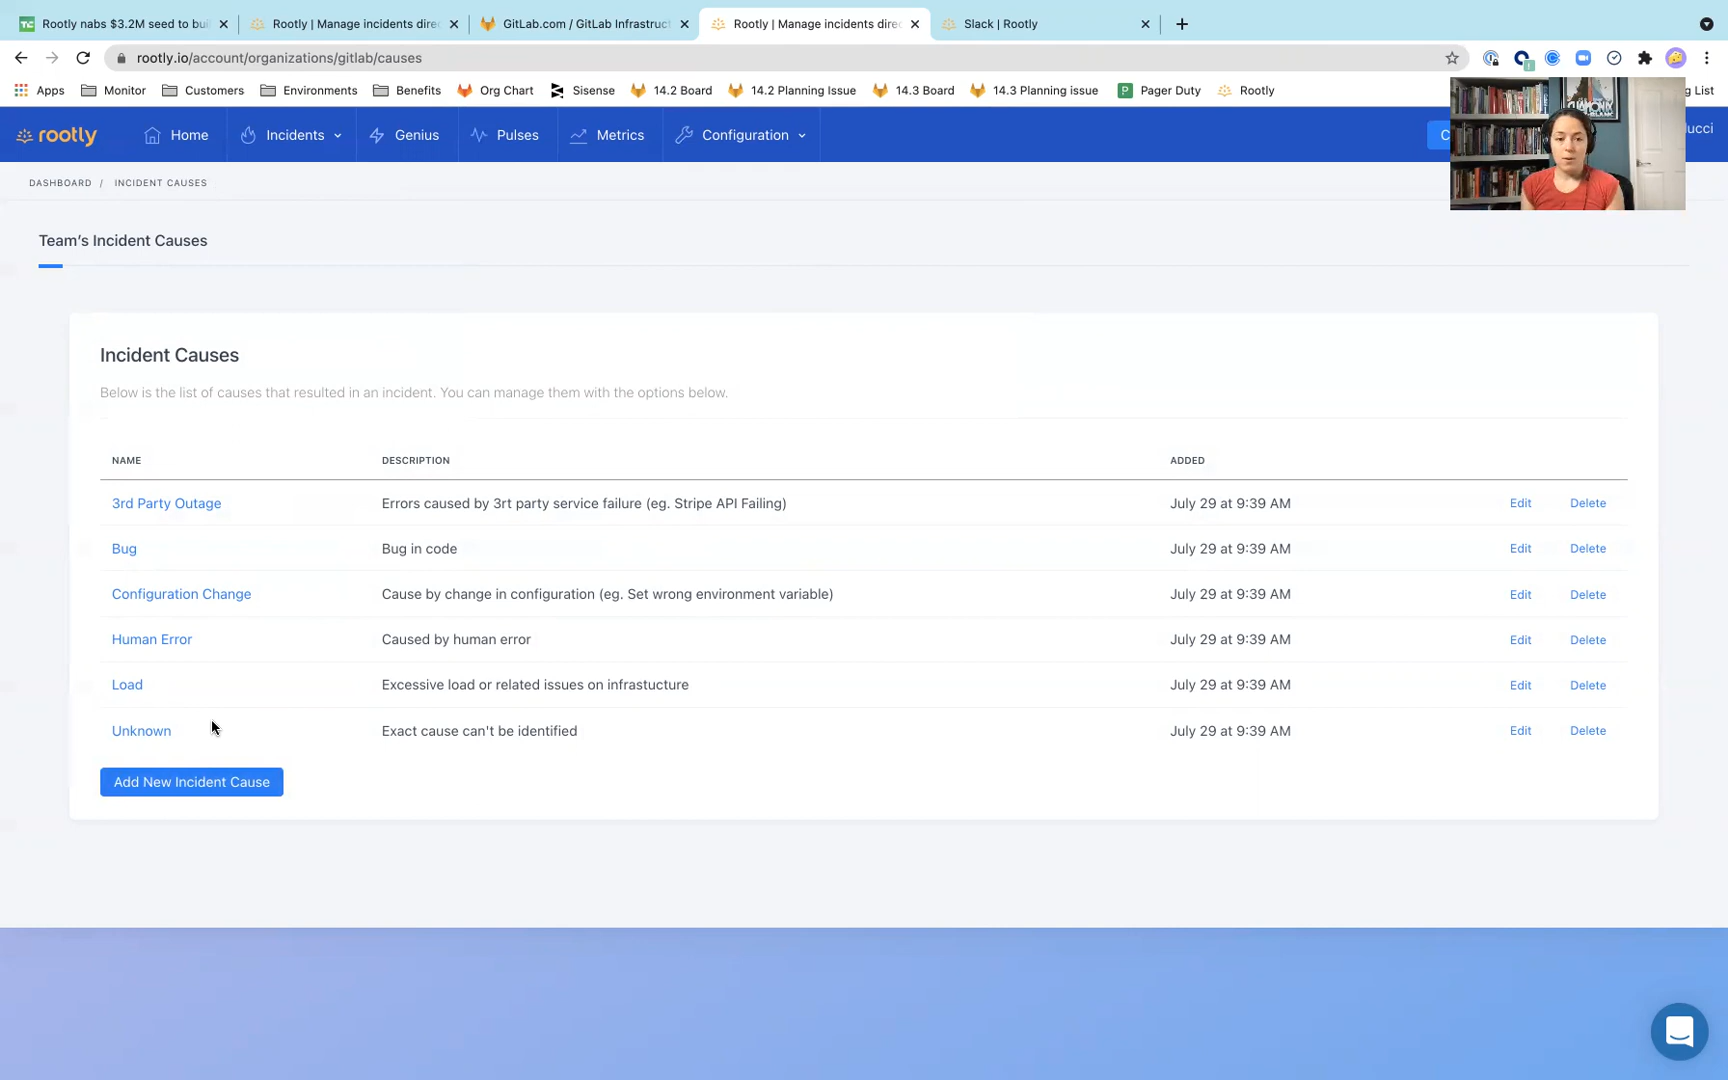 Rootly nabs $3.2M seed to bui
Rootly | Manage incidents direc
GitLab.com / GitLab Infrastruct
Rootly | Manage incidents direc
Slack | Rootly
rootly.io/account/organizations/gitlab/causes
Apps
Monitor
Customers
Environments
Benefits
Org Chart
Sisense
14.2 Board
14.2 Planning Issue
14.3 Board
14.3 Planning issue
Pager Duty
Rootly
g List
rootly
Home
Incidents
Genius
Pulses
Metrics
Configuration
C
lucci
DASHBOARD / INCIDENT CAUSES
Team's Incident Causes
Incident Causes
Below is the list of causes that resulted in an incident. You can manage them with the options below.
NAME DESCRIPTION ADDED
3rd Party Outage Errors caused by 3rt party service failure (eg. Stripe API Failing) July 29 at 9:39 AM Edit Delete
Bug Bug in code July 29 at 9:39 AM Edit Delete
Configuration Change Cause by change in configuration (eg. Set wrong environment variable) July 29 at 9:39 AM Edit Delete
Human Error Caused by human error July 29 at 9:39 AM Edit Delete
Load Excessive load or related issues on infrastucture July 29 at 9:39 AM Edit Delete
Unknown Exact cause can't be identified July 29 at 9:39 AM Edit Delete
Add New Incident Cause